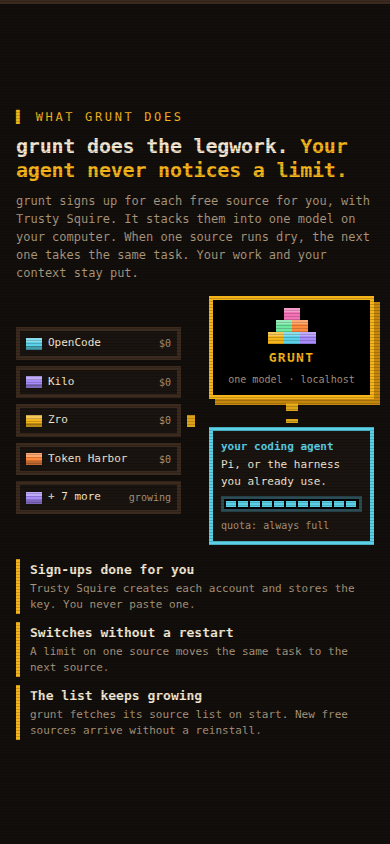 WHAT GRUNT DOES
grunt does the legwork. Your
agent never notices a limit.
grunt signs up for each free source for you, with
Trusty Squire. It stacks them into one model on
your computer. When one source runs dry, the next
one takes the same task. Your work and your
context stay put.
OpenCode $0
Kilo $0
Zro $0
Token Harbor $0
+ 7 more growing
GRUNT
one model · localhost
your coding agent
Pi, or the harness
you already use.
quota: always full
Sign-ups done for you
Trusty Squire creates each account and stores the
key. You never paste one.
Switches without a restart
A limit on one source moves the same task to the
next source.
The list keeps growing
grunt fetches its source list on start. New free
sources arrive without a reinstall.